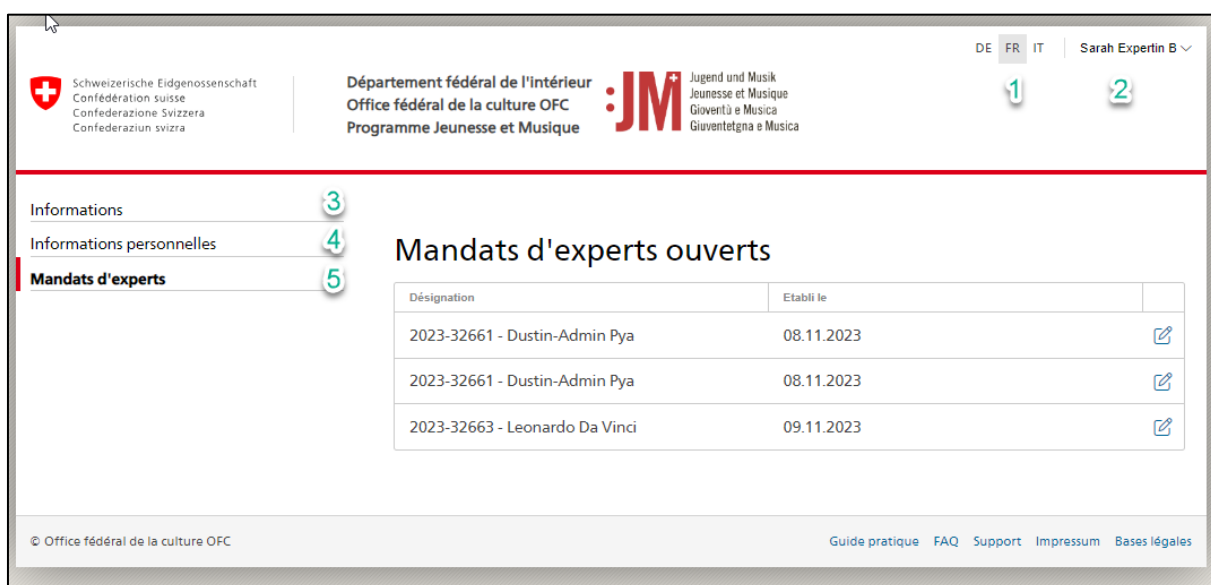 DE FR IT Sarah Expertin B
1 2
Schweizerische Eidgenossenschaft
Confédération suisse
Confederazione Svizzera
Confederaziun svizra
Département fédéral de l'intérieur
Office fédéral de la culture OFC
Programme Jeunesse et Musique
:JM
Jugend und Musik
Jeunesse et Musique
Gioventù e Musica
Giuventetgna e Musica
Informations 3
Informations personnelles 4
Mandats d'experts 5
Mandats d'experts ouverts
Désignation Etabli le
2023-32661 - Dustin-Admin Pya 08.11.2023
2023-32661 - Dustin-Admin Pya 08.11.2023
2023-32663 - Leonardo Da Vinci 09.11.2023
© Office fédéral de la culture OFC Guide pratique FAQ Support Impressum Bases légales